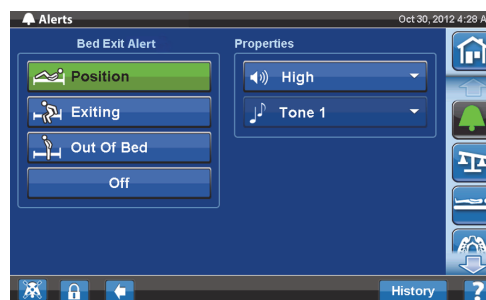 Alerts
Oct 30, 2012 4:28 A
Bed Exit Alert
Properties
Position
High
Exiting
Tone 1
Out Of Bed
Off
History
?